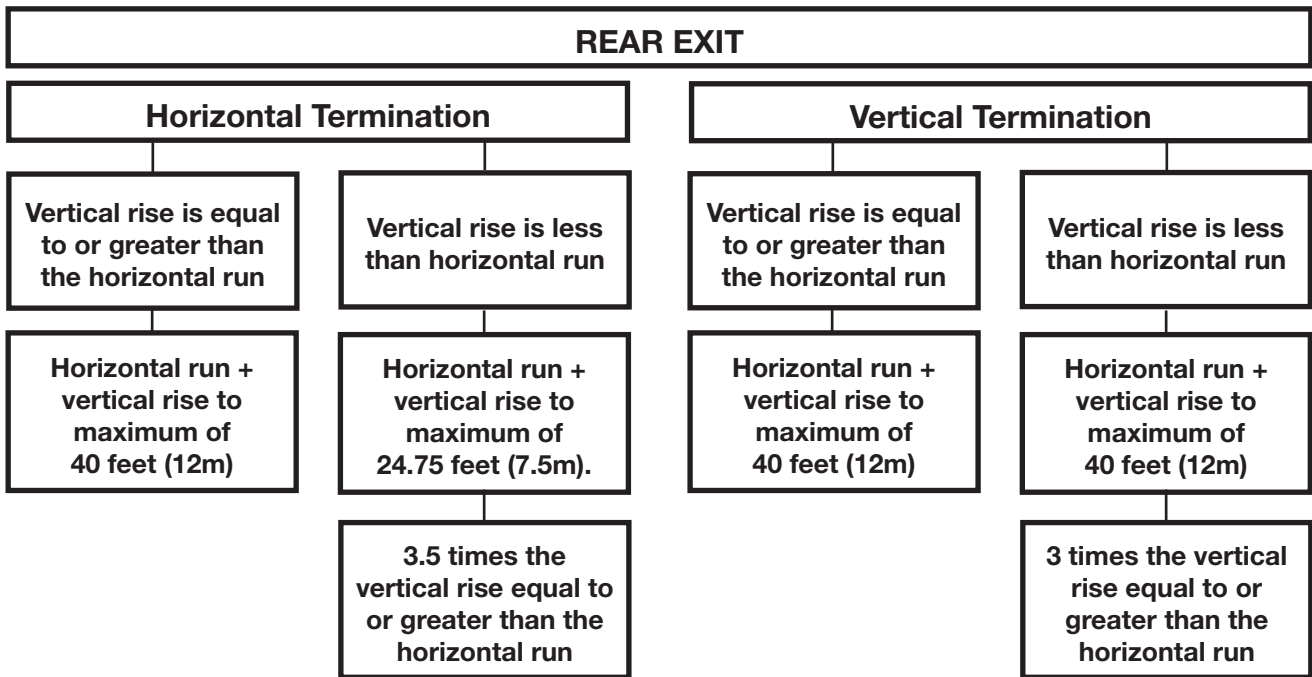 REAR EXIT
Horizontal Termination
Vertical rise is equal
to or greater than
the horizontal run
Horizontal run +
vertical rise to
maximum of
40 feet (12m)
Vertical rise is less
than horizontal run
Horizontal run +
vertical rise to
maximum of
24.75 feet (7.5m).
3.5 times the
vertical rise equal to
or greater than the
horizontal run
Vertical Termination
Vertical rise is equal
to or greater than
the horizontal run
Horizontal run +
vertical rise to
maximum of
40 feet (12m)
Vertical rise is less
than horizontal run
Horizontal run +
vertical rise to
maximum of
40 feet (12m)
3 times the vertical
rise equal to or
greater than the
horizontal run